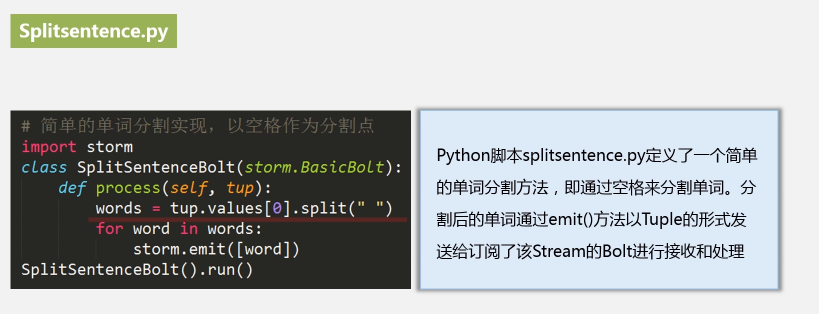 Splitsentence.py
# 简单的单词分割实现，以空格作为分割点
import storm
class SplitSentenceBolt(storm.BasicBolt):
    def process(self, tup):
        words = tup.values[0].split(" ")
        for word in words:
            storm.emit([word])
SplitSentenceBolt().run()
Python脚本splitsentence.py定义了一个简单
的单词分割方法，即通过空格来分割单词。分
割后的单词通过emit()方法以Tuple的形式发
送给订阅了该Stream的Bolt进行接收和处理